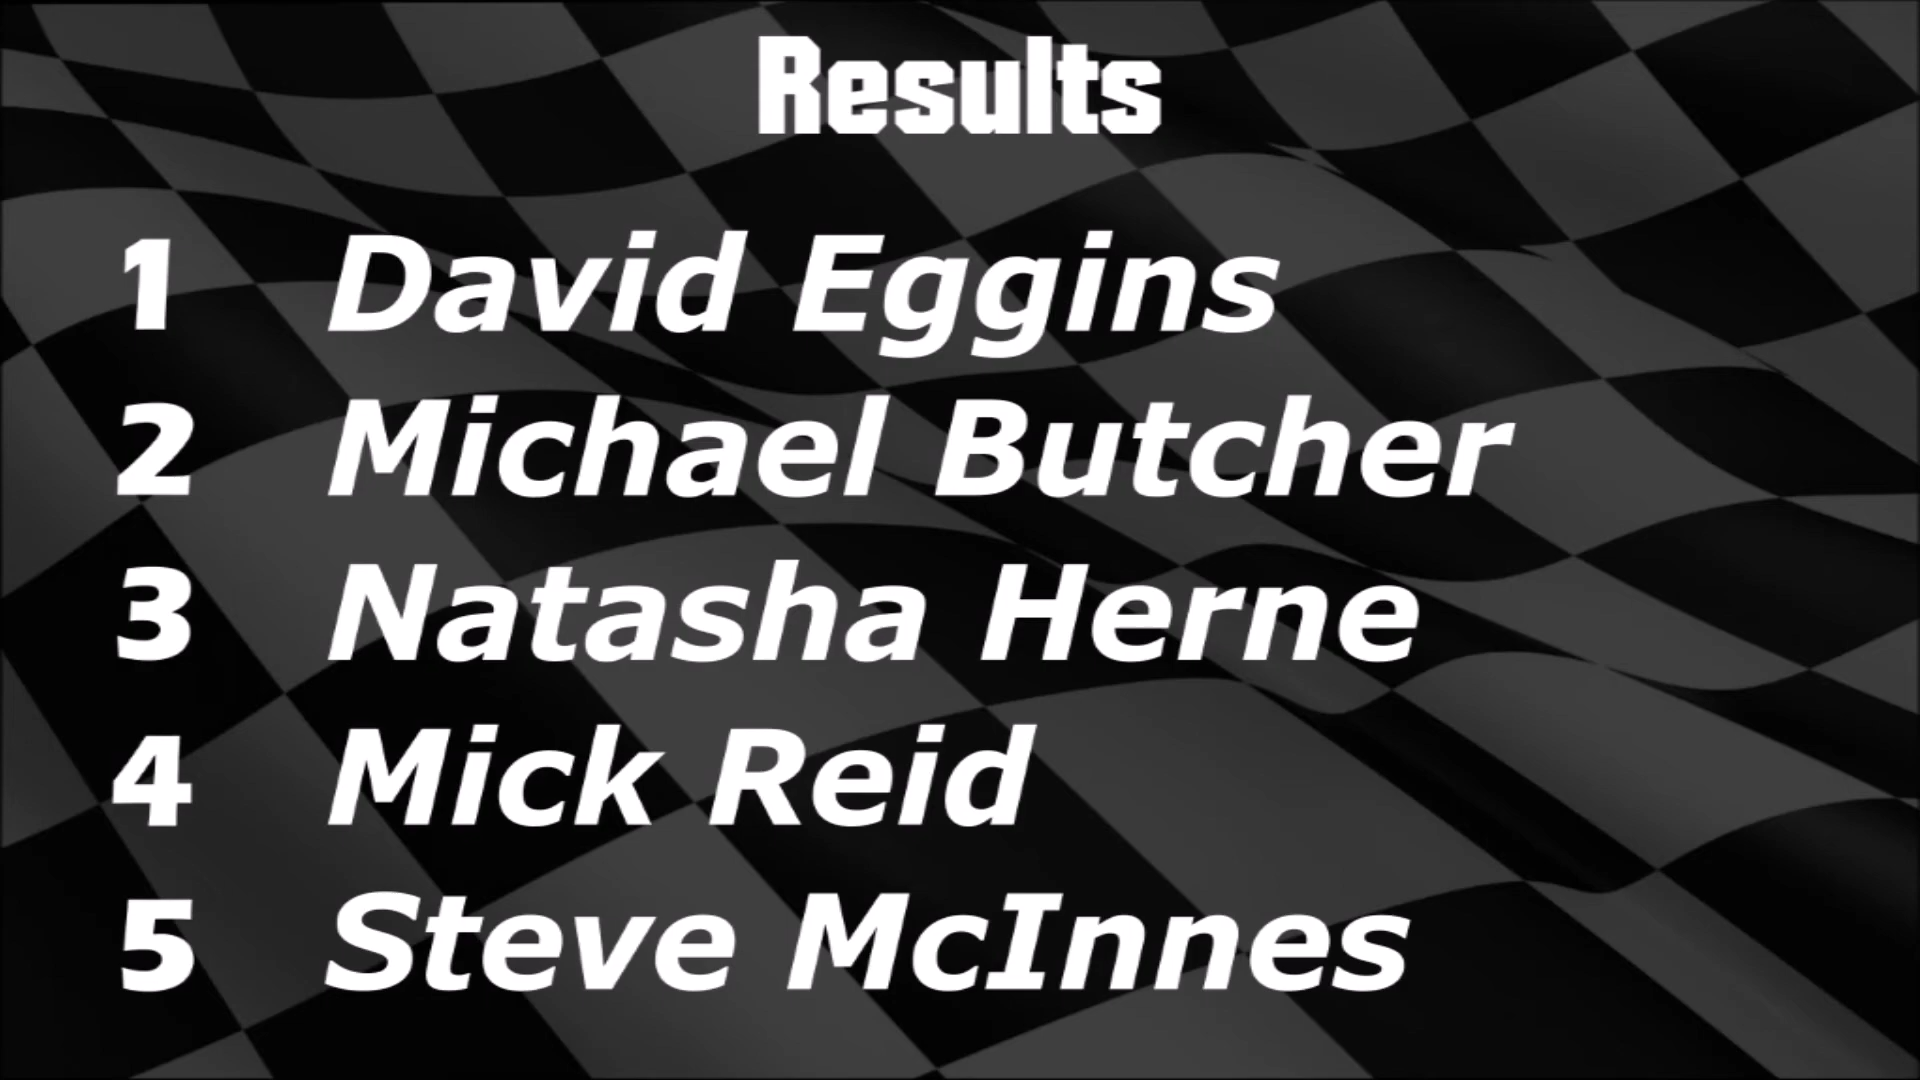 Results
1 David Eggins
2 Michael Butcher
3 Natasha Herne
4 Mick Reid
5 Steve McInnes